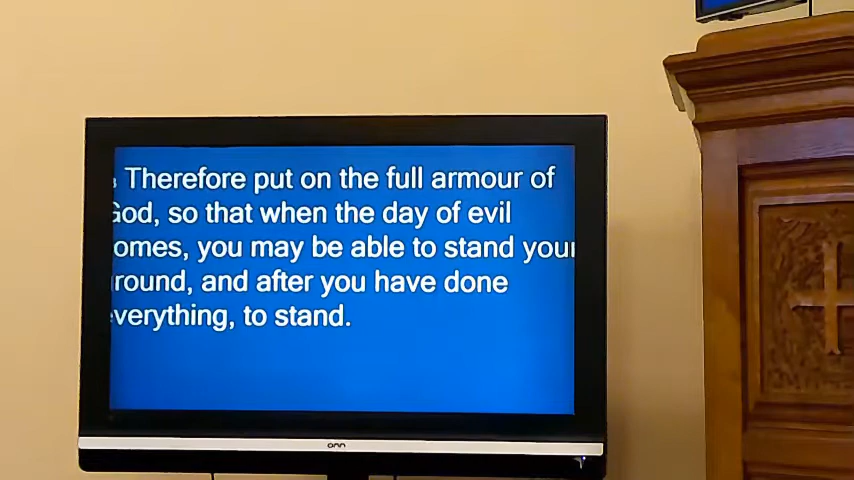 Therefore put on the full armour of
God, so that when the day of evil
omes, you may be able to stand your
round, and after you have done
verything, to stand.
onn